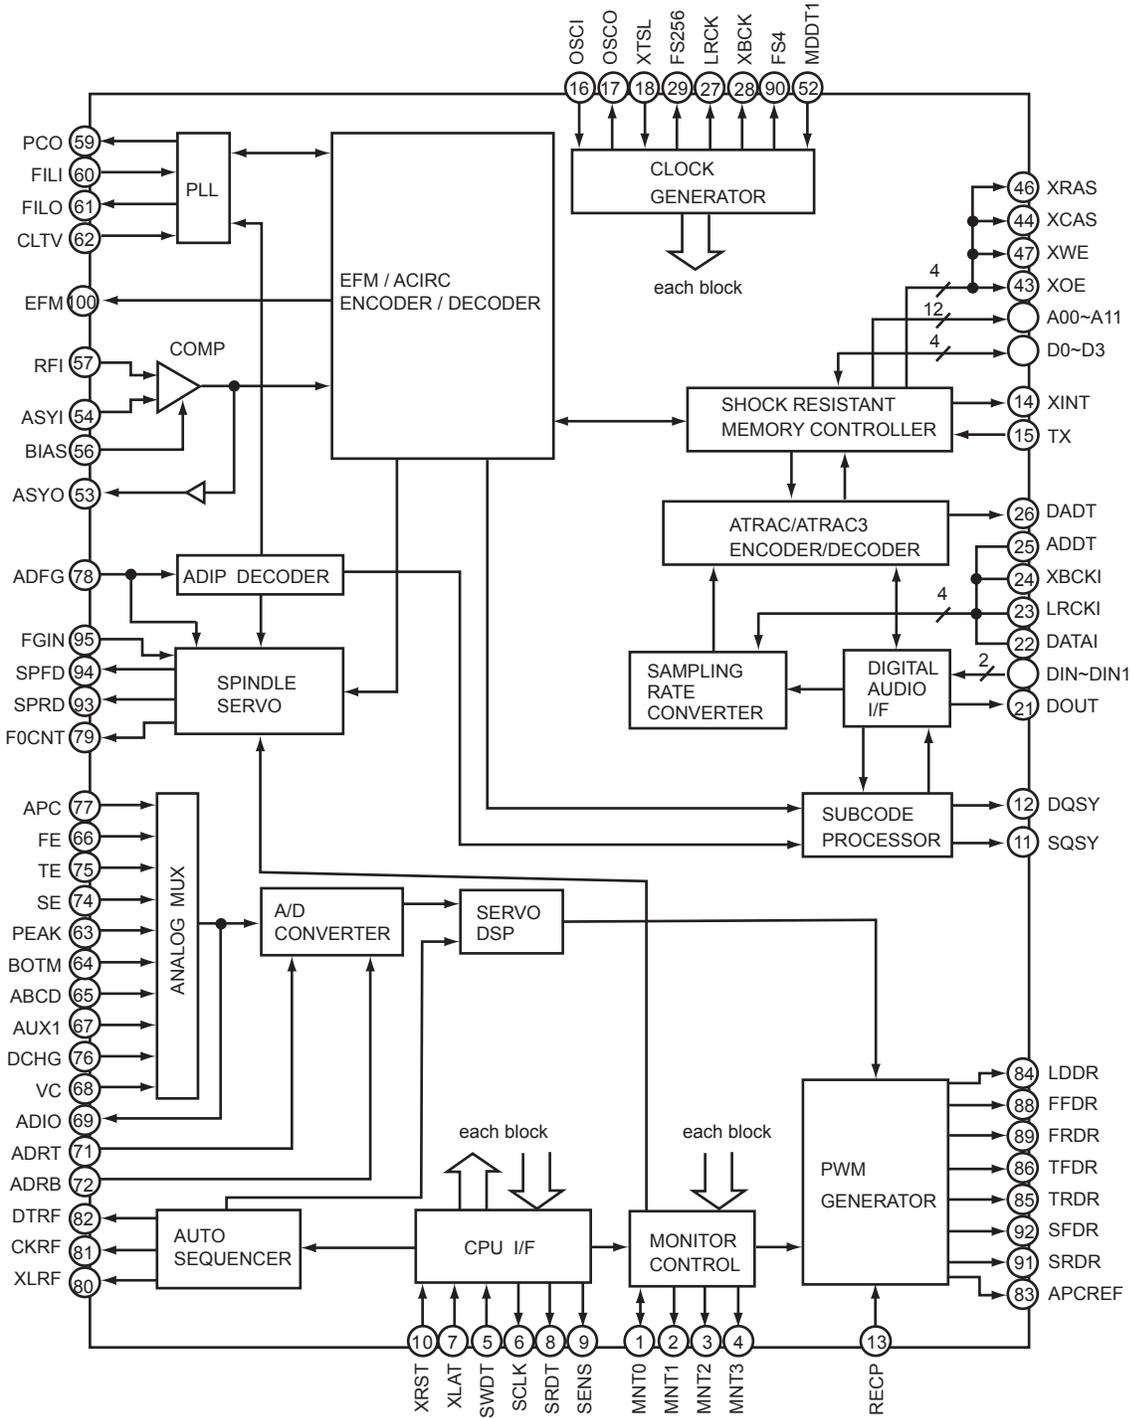 OSCI
OSCO
XTSL
FS256
LRCK
XBCK
FS4
MDDT1
16
17
18
29
27
28
90
52
CLOCK
GENERATOR
each block
PCO 59
FILI 60
FILO 61
CLTV 62
PLL
EFM 100
EFM / ACIRC
ENCODER / DECODER
RFI 57
ASYI 54
BIAS 56
ASYO 53
COMP
46 XRAS
44 XCAS
47 XWE
43 XOE
A00~A11
D0~D3
4
12
4
14 XINT
15 TX
SHOCK RESISTANT
MEMORY CONTROLLER
ATRAC/ATRAC3
ENCODER/DECODER
26 DADT
25 ADDT
24 XBCKI
23 LRCKI
22 DATAI
DIN~DIN1
21 DOUT
4
2
ADFG 78
ADIP DECODER
FGIN 95
SPFD 94
SPRD 93
F0CNT 79
SPINDLE
SERVO
SAMPLING
RATE
CONVERTER
DIGITAL
AUDIO
I/F
SUBCODE
PROCESSOR
12 DQSY
11 SQSY
APC 77
FE 66
TE 75
SE 74
PEAK 63
BOTM 64
ABCD 65
AUX1 67
DCHG 76
VC 68
ADIO 69
ADRT 71
ADRB 72
DTRF 82
CKRF 81
XLRF 80
ANALOG MUX
A/D
CONVERTER
SERVO
DSP
each block
each block
AUTO
SEQUENCER
CPU I/F
MONITOR
CONTROL
PWM
GENERATOR
84 LDDR
88 FFDR
89 FRDR
86 TFDR
85 TRDR
92 SFDR
91 SRDR
83 APCREF
10
7
5
6
8
9
1
2
3
4
13
XRST
XLAT
SWDT
SCLK
SRDT
SENS
MNT0
MNT1
MNT2
MNT3
RECP